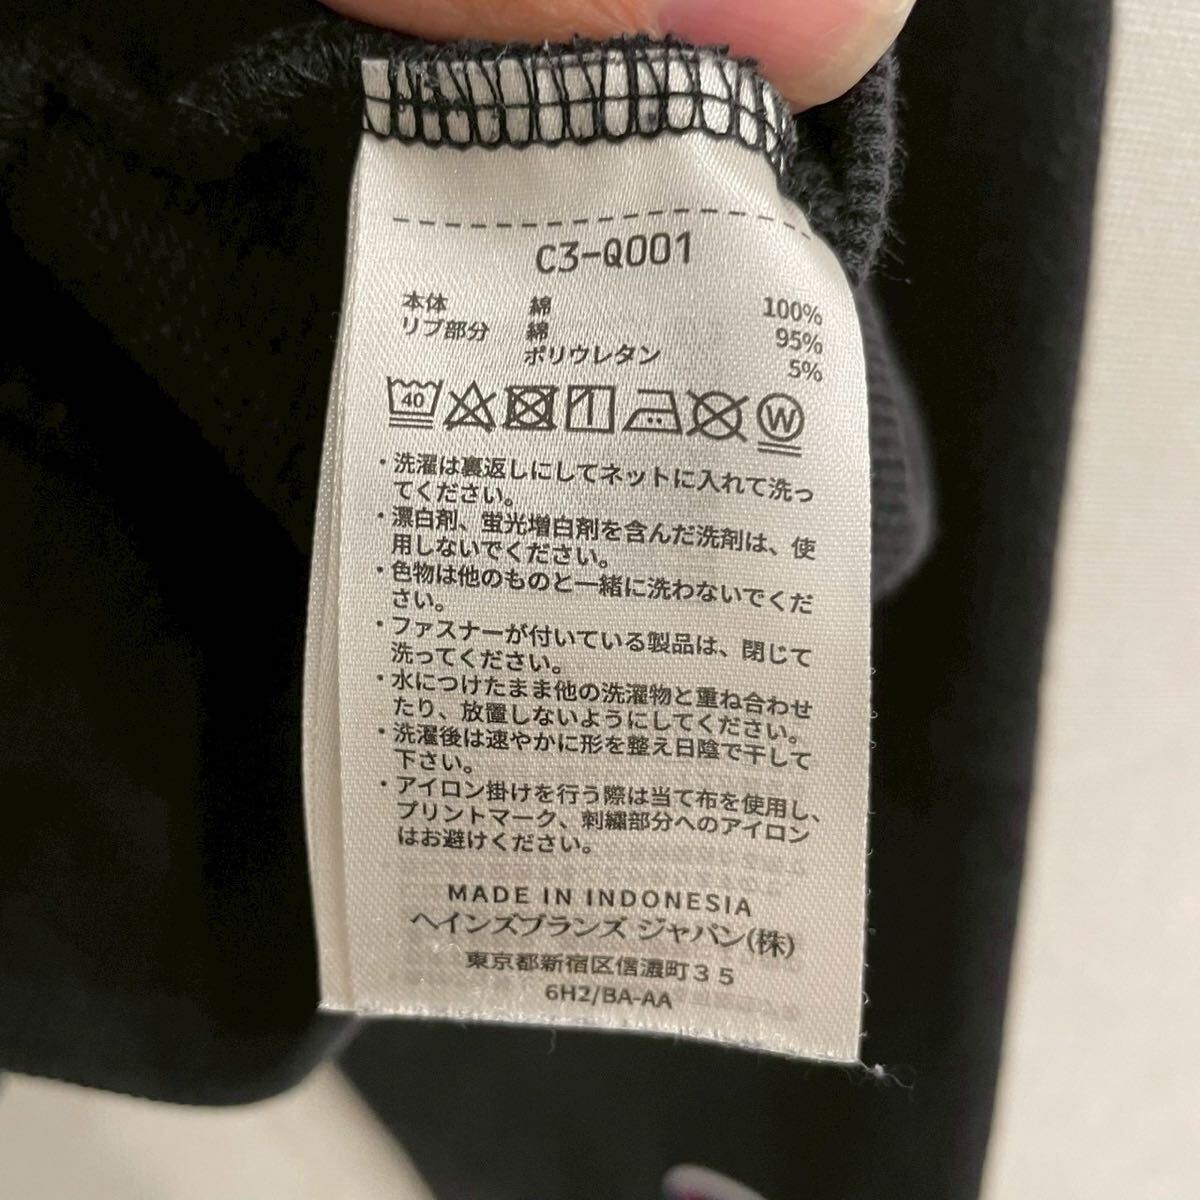 C3-Q001
本体 綿 100%
リブ部分 綿 95%
ポリウレタン 5%
40 W
・洗濯は裏返しにしてネットに入れて洗っ
てください。
・漂白剤、蛍光増白剤を含んだ洗剤は、使
用しないでください。
・色物は他のものと一緒に洗わないでくだ
さい。
・ファスナーが付いている製品は、閉じて
洗ってください。
・水につけたまま他の洗濯物と重ね合わせ
たり、放置しないようにしてください。
・洗濯後は速やかに形を整え日陰で干して
下さい。
・アイロン掛けを行う際は当て布を使用し、
プリントマーク、刺繍部分へのアイロン
はお避けください。
MADE IN INDONESIA
ヘインズブランズ ジャパン(株)
東京都新宿区信濃町35
6H2/BA-AA